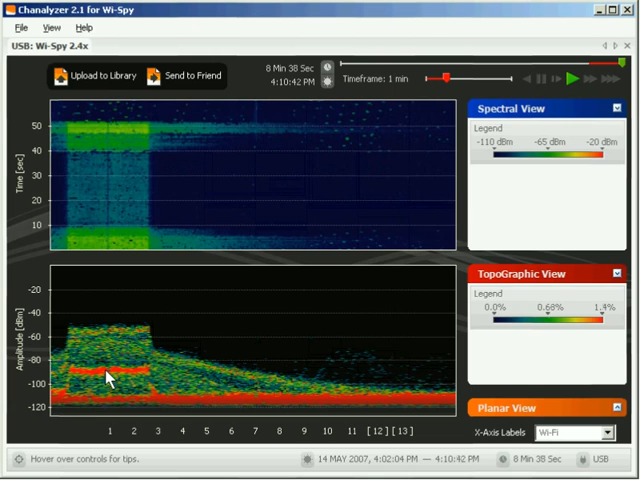 Chanalyzer 2.1 for Wi-Spy
File View Help
USB: Wi-Spy 2.4x
Upload to Library Send to Friend
8 Min 38 Sec
4:10:42 PM
Timeframe: 1 min
Time [sec]
50
40
30
20
10
Spectral View
Legend
-110 dBm -65 dBm -20 dBm
Amplitude [dBm]
-20
-40
-60
-80
-100
-120
TopoGraphic View
Legend
0.0% 0.68% 1.4%
1 2 3 4 5 6 7 8 9 10 11 [12] [13]
Planar View
X-Axis Labels Wi-Fi
Hover over controls for tips.
14 MAY 2007, 4:02:04 PM — 4:10:42 PM
8 Min 38 Sec
USB